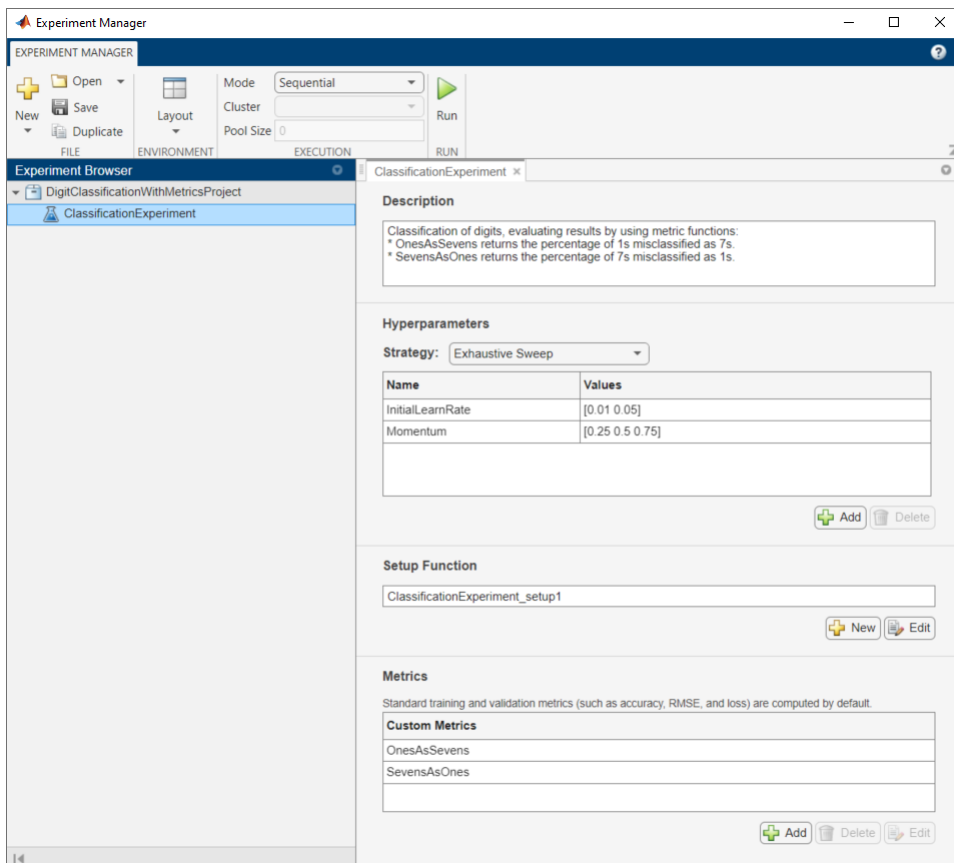 Experiment Manager
EXPERIMENT MANAGER
New
Open
Save
Duplicate
FILE
Layout
ENVIRONMENT
Mode Sequential
Cluster
Pool Size 0
EXECUTION
Run
RUN
Experiment Browser
DigitClassificationWithMetricsProject
ClassificationExperiment
ClassificationExperiment
Description
Classification of digits, evaluating results by using metric functions:
* OnesAsSevens returns the percentage of 1s misclassified as 7s.
* SevensAsOnes returns the percentage of 7s misclassified as 1s.
Hyperparameters
Strategy: Exhaustive Sweep
Name Values
InitialLearnRate [0.01 0.05]
Momentum [0.25 0.5 0.75]
Add Delete
Setup Function
ClassificationExperiment_setup1
New Edit
Metrics
Standard training and validation metrics (such as accuracy, RMSE, and loss) are computed by default.
Custom Metrics
OnesAsSevens
SevensAsOnes
Add Delete Edit